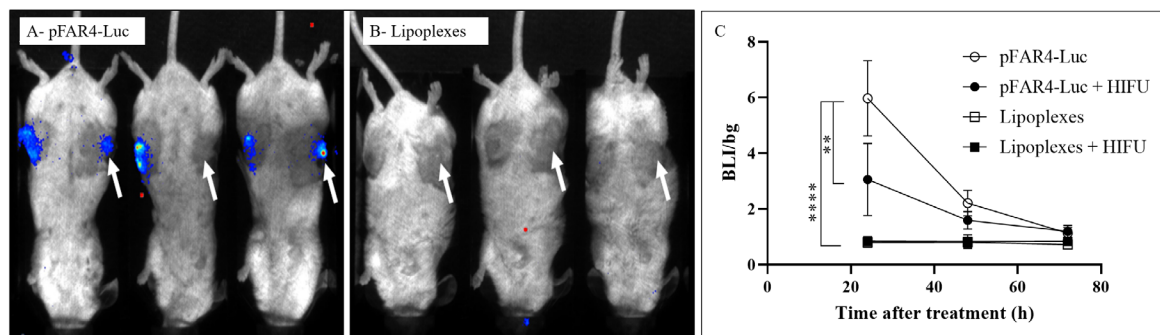 A- pFAR4-Luc
B- Lipoplexes
C
8
6
4
2
0
BLI/bg
**
****
pFAR4-Luc
pFAR4-Luc + HIFU
Lipoplexes
Lipoplexes + HIFU
0 20 40 60 80
Time after treatment (h)